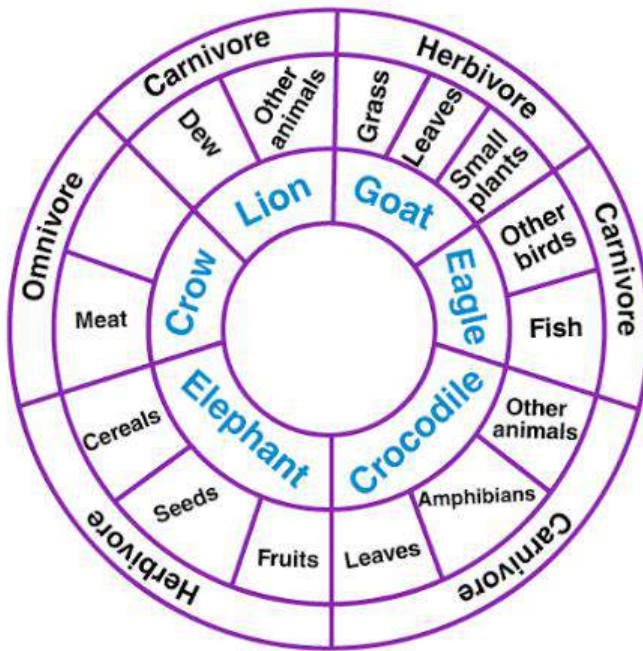 Carnivore
Herbivore
Carnivore
Carnivore
Herbivore
Omnivore
Dew
Other
animals
Grass
Leaves
Small
plants
Other
birds
Fish
Other
animals
Amphibians
Leaves
Fruits
Seeds
Cereals
Meat
Lion
Goat
Eagle
Crocodile
Elephant
Crow